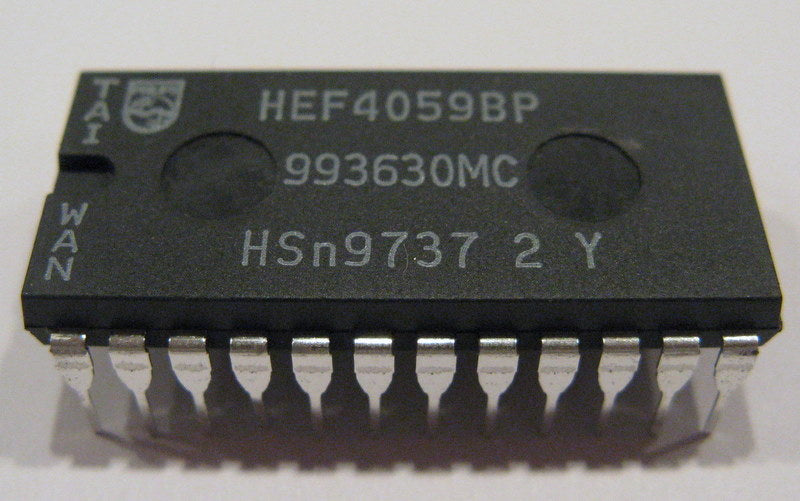 TAI
WAN
HEF4059BP
993630MC
HSn9737 2 Y